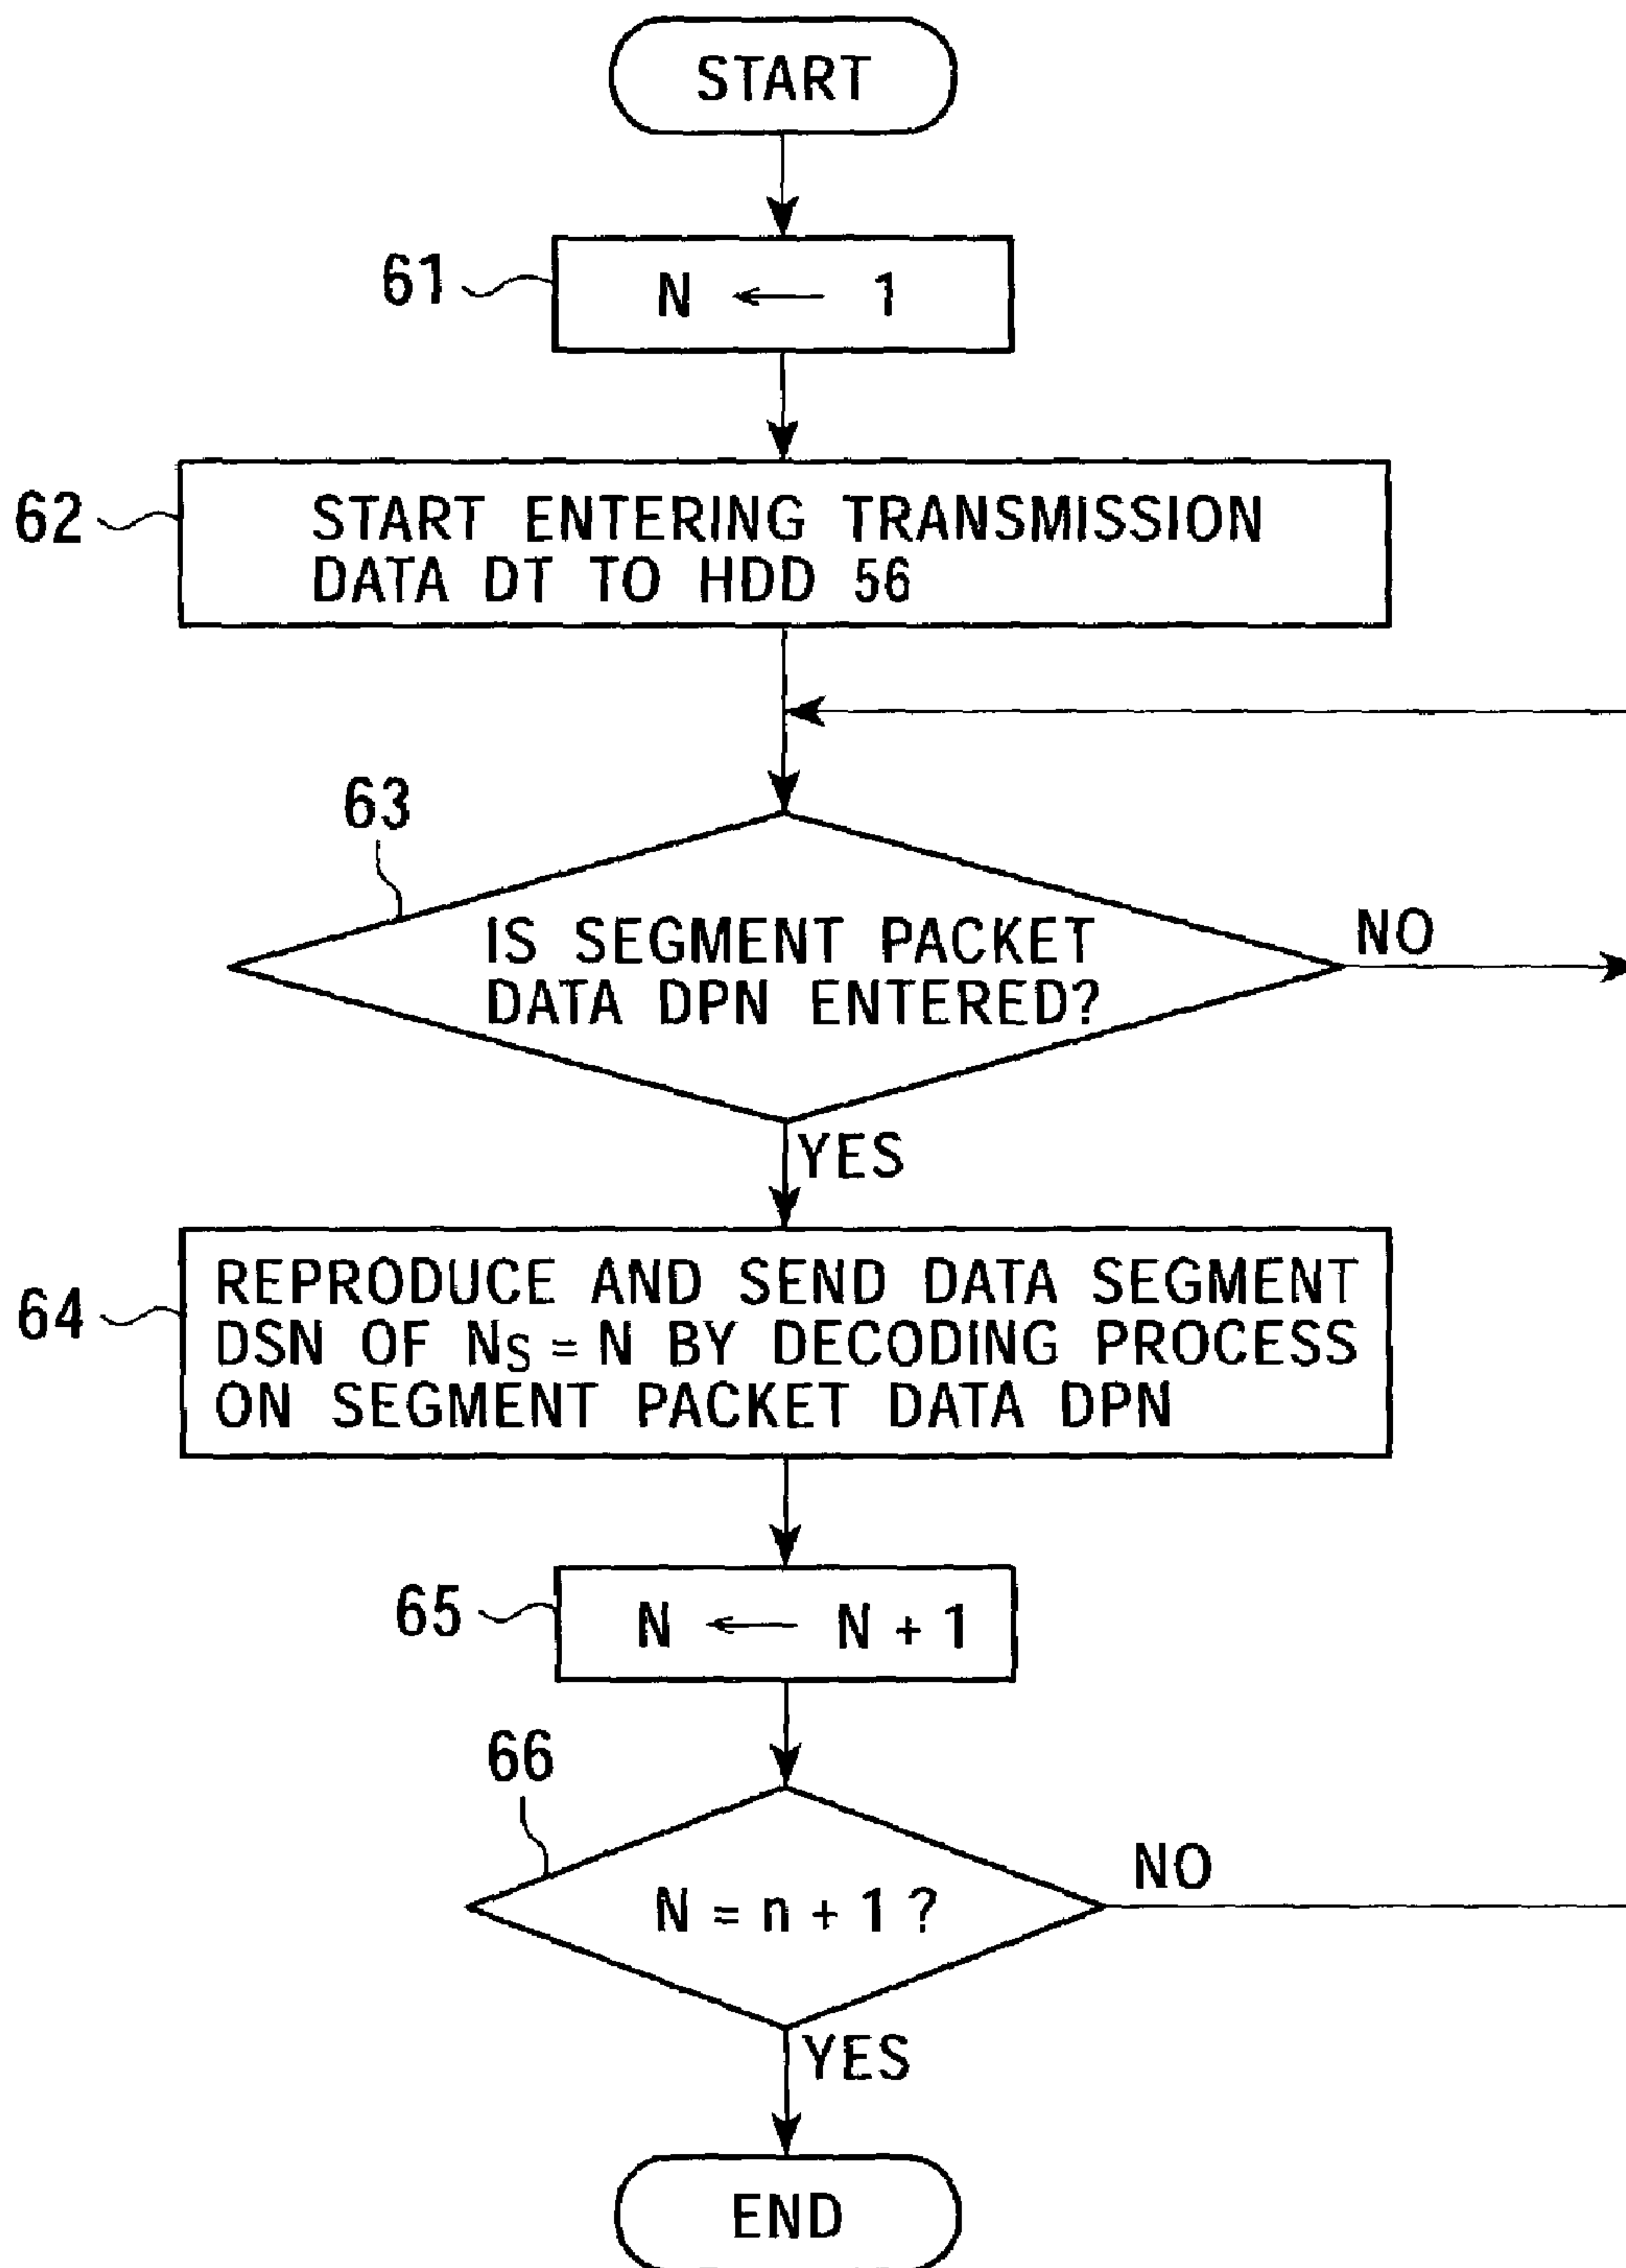 START
61
N ← 1
62
START ENTERING TRANSMISSION
DATA DT TO HDD 56
63
IS SEGMENT PACKET
DATA DPN ENTERED?
NO
YES
64
REPRODUCE AND SEND DATA SEGMENT
DSN OF NS = N BY DECODING PROCESS
ON SEGMENT PACKET DATA DPN
65
N ← N + 1
66
N = n + 1 ?
NO
YES
END